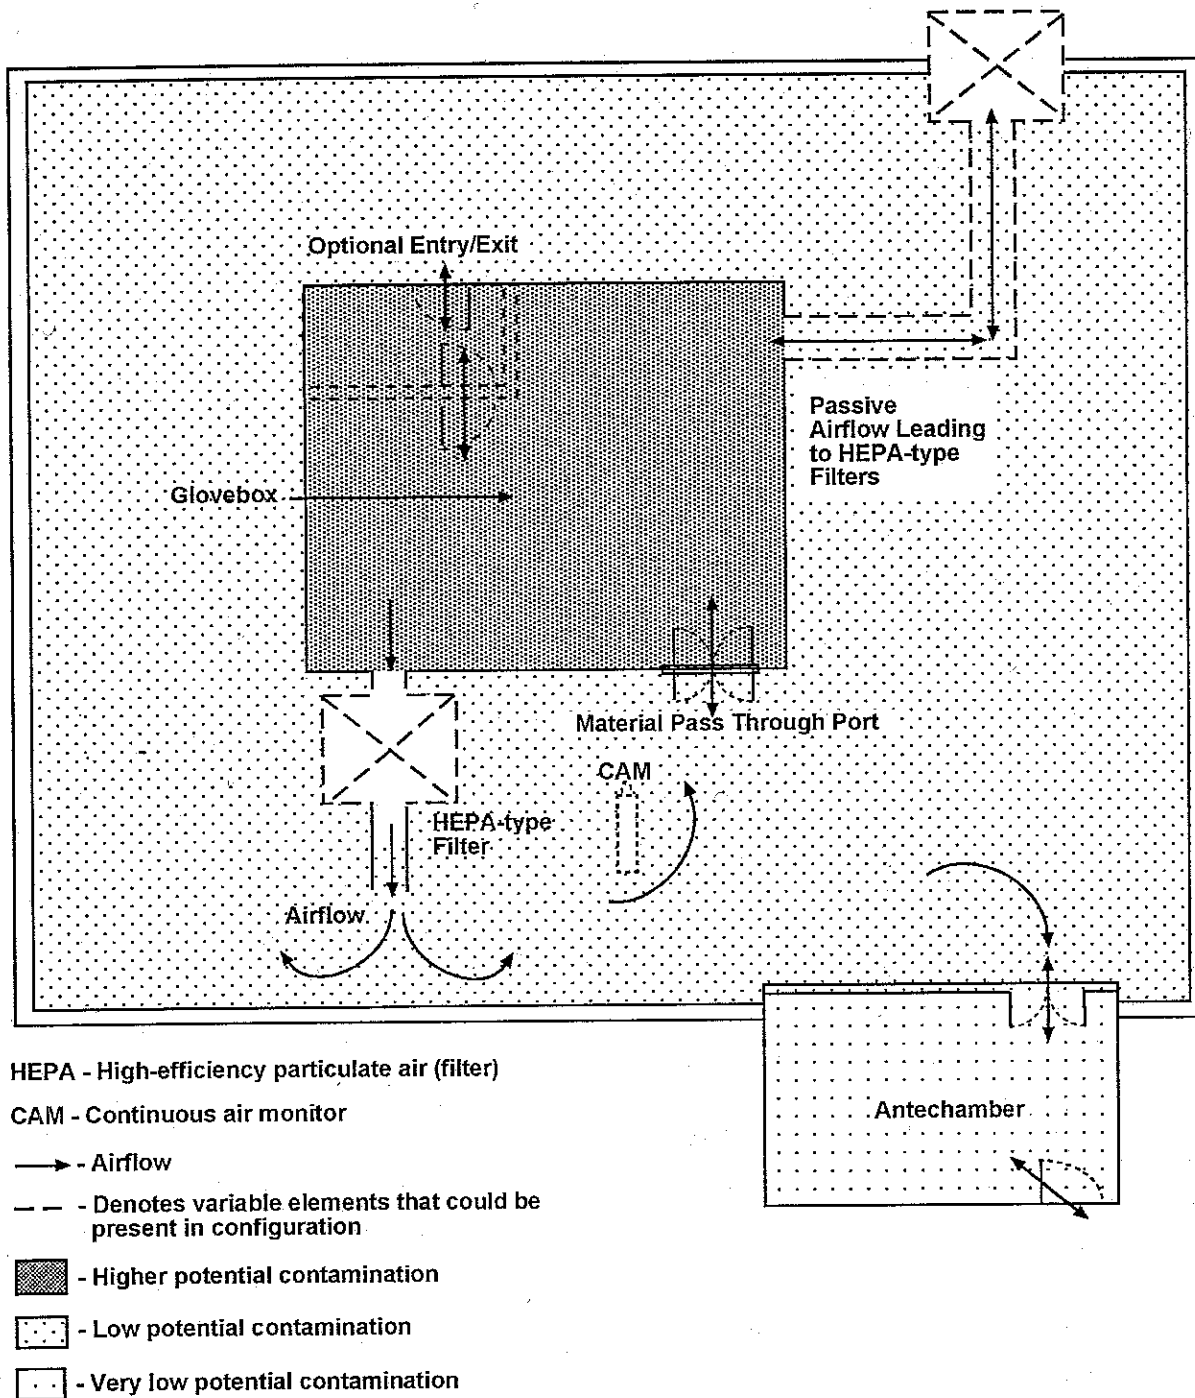 Optional Entry/Exit
Passive
Airflow Leading
to HEPA-type
Filters
Glovebox
Material Pass Through Port
CAM
HEPA-type
Filter
Airflow
Antechamber
HEPA - High-efficiency particulate air (filter)
CAM - Continuous air monitor
- Airflow
- Denotes variable elements that could be
present in configuration
- Higher potential contamination
- Low potential contamination
- Very low potential contamination